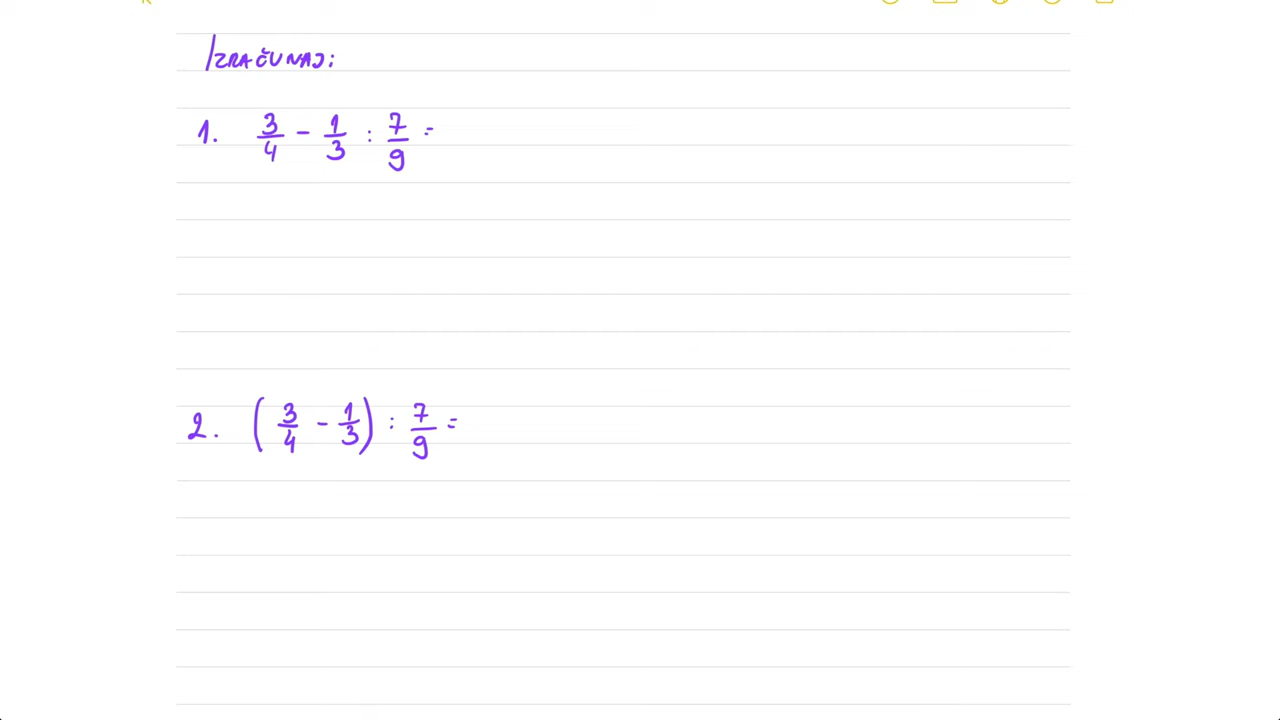 IZRAČUNAJ:
1. 3/4 - 1/3 : 7/9 =
2. (3/4 - 1/3) : 7/9 =